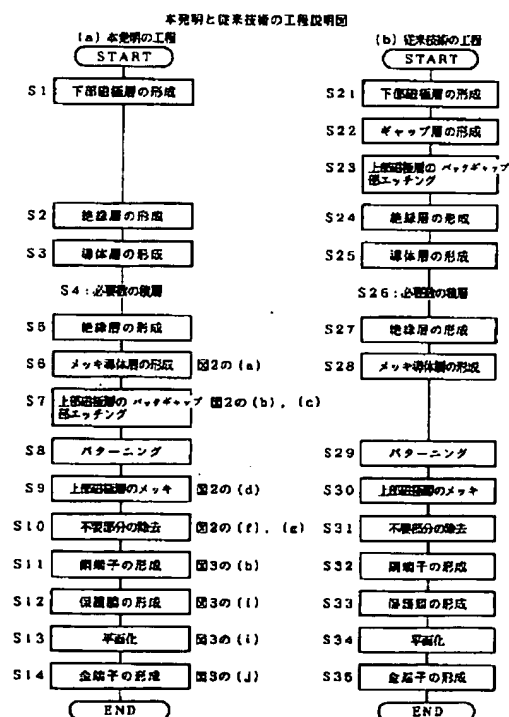 本発明と従来技術の工程説明図
(a) 本発明の工程
START
S1 下部磁極層の形成
S2 絶縁層の形成
S3 導体層の形成
S4:必要数の積層
S5 絶縁層の形成
S6 メッキ導体層の形成 図2の(a)
S7 上部磁極層のバックギャップ 図2の(b),(c)
部エッチング
S8 パターニング
S9 上部磁極層のメッキ 図2の(d)
S10 不要部分の除去 図2の(f),(g)
S11 銅端子の形成 図3の(h)
S12 保護膜の形成 図3の(i)
S13 平面化 図3の(i)
S14 金端子の形成 図3の(j)
END
(b) 従来技術の工程
START
S21 下部磁極層の形成
S22 ギャップ層の形成
S23 上部磁極層のバックギャップ
部エッチング
S24 絶縁層の形成
S25 導体層の形成
S26:必要数の積層
S27 絶縁層の形成
S28 メッキ導体層の形成
S29 パターニング
S30 上部磁極層のメッキ
S31 不要部分の除去
S32 銅端子の形成
S33 保護膜の形成
S34 平面化
S35 金端子の形成
END